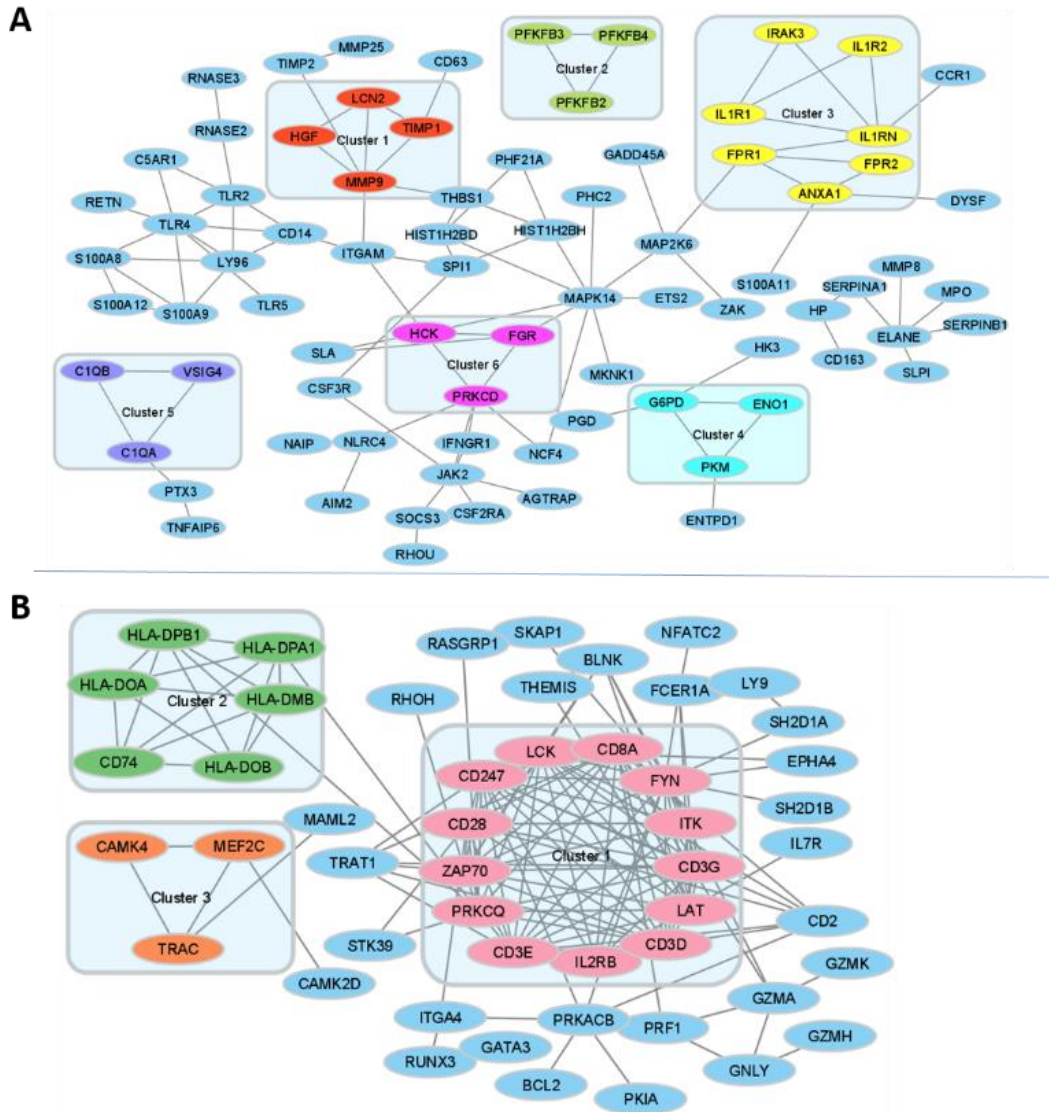 A
PFKFB3 PFKFB4
Cluster 2
PFKFB2
IRAK3
IL1R2
IL1R1
Cluster 3
IL1RN
FPR1
FPR2
ANXA1
CCR1
DYSF
MMP25
TIMP2
CD63
RNASE3
RNASE2
LCN2
TIMP1
HGF
Cluster 1
MMP9
C5AR1
RETN
TLR2
TLR4
CD14
S100A8
LY96
S100A12
S100A9
TLR5
ITGAM
THBS1
PHF21A
GADD45A
PHC2
HIST1H2BD
HIST1H2BH
SPI1
MAP2K6
MAPK14
ETS2
ZAK
S100A11
MMP8
SERPINA1
MPO
HP
SERPINB1
ELANE
CD163
SLPI
HCK
FGR
Cluster 6
PRKCD
SLA
CSF3R
MKNK1
HK3
C1QB
VSIG4
Cluster 5
C1QA
PTX3
TNFAIP6
G6PD
ENO1
Cluster 4
PKM
PGD
ENTPD1
NAIP
NLRC4
IFNGR1
NCF4
JAK2
AIM2
AGTRAP
SOCS3
CSF2RA
RHOU
B
HLA-DPB1
HLA-DPA1
HLA-DOA
Cluster 2
HLA-DMB
CD74
HLA-DOB
CAMK4
MEF2C
Cluster 3
TRAC
MAML2
TRAT1
STK39
CAMK2D
RASGRP1
SKAP1
BLNK
NFATC2
RHOH
THEMIS
FCER1A
LY9
SH2D1A
EPHA4
SH2D1B
IL7R
LCK
CD8A
CD247
FYN
CD28
ITK
Cluster 1
ZAP70
CD3G
PRKCQ
LAT
CD3E
IL2RB
CD3D
CD2
GZMK
GZMA
GZMH
GNLY
ITGA4
PRKACB
PRF1
RUNX3
GATA3
BCL2
PKIA